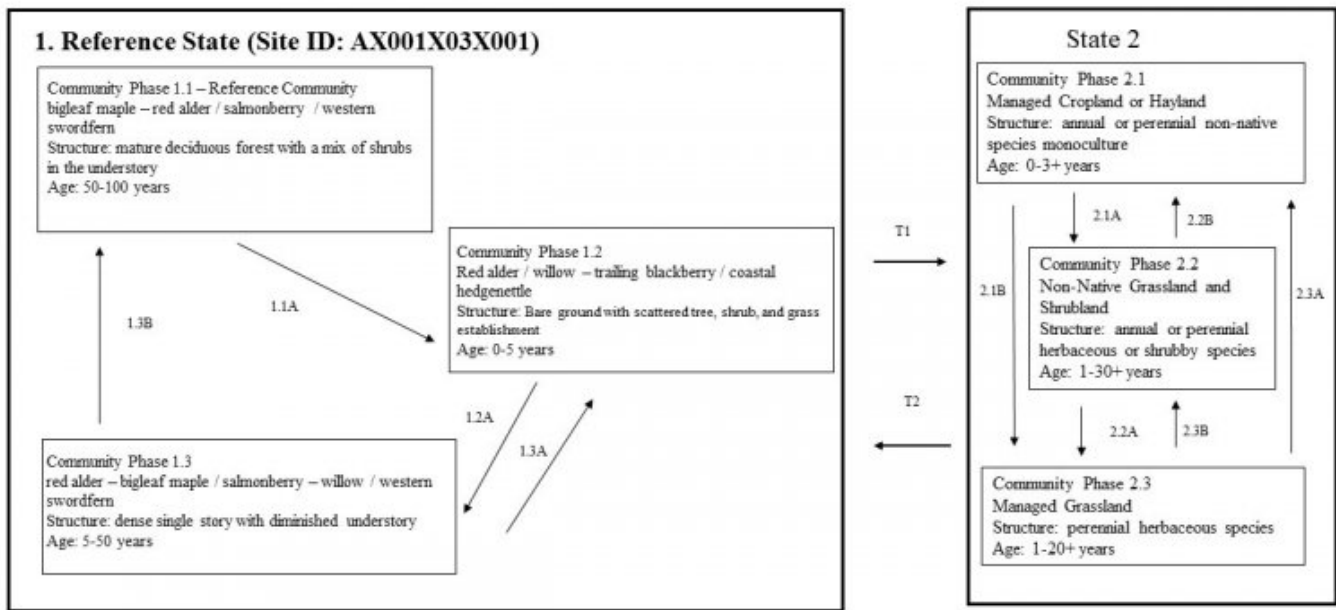 1. Reference State (Site ID: AX001X03X001)
Community Phase 1.1 – Reference Community
bigleaf maple – red alder / salmonberry / western
swordfern
Structure: mature deciduous forest with a mix of shrubs
in the understory
Age: 50-100 years
1.3B
1.1A
Community Phase 1.2
Red alder / willow – trailing blackberry / coastal
hedgenettle
Structure: Bare ground with scattered tree, shrub, and grass
establishment
Age: 0-5 years
1.2A
1.3A
Community Phase 1.3
red alder – bigleaf maple / salmonberry – willow / western
swordfern
Structure: dense single story with diminished understory
Age: 5-50 years
T1
T2
State 2
Community Phase 2.1
Managed Cropland or Hayland
Structure: annual or perennial non-native
species monoculture
Age: 0-3+ years
2.1A
2.2B
2.1B
2.3A
Community Phase 2.2
Non-Native Grassland and
Shrubland
Structure: annual or perennial
herbaceous or shrubby species
Age: 1-30+ years
2.2A
2.3B
Community Phase 2.3
Managed Grassland
Structure: perennial herbaceous species
Age: 1-20+ years